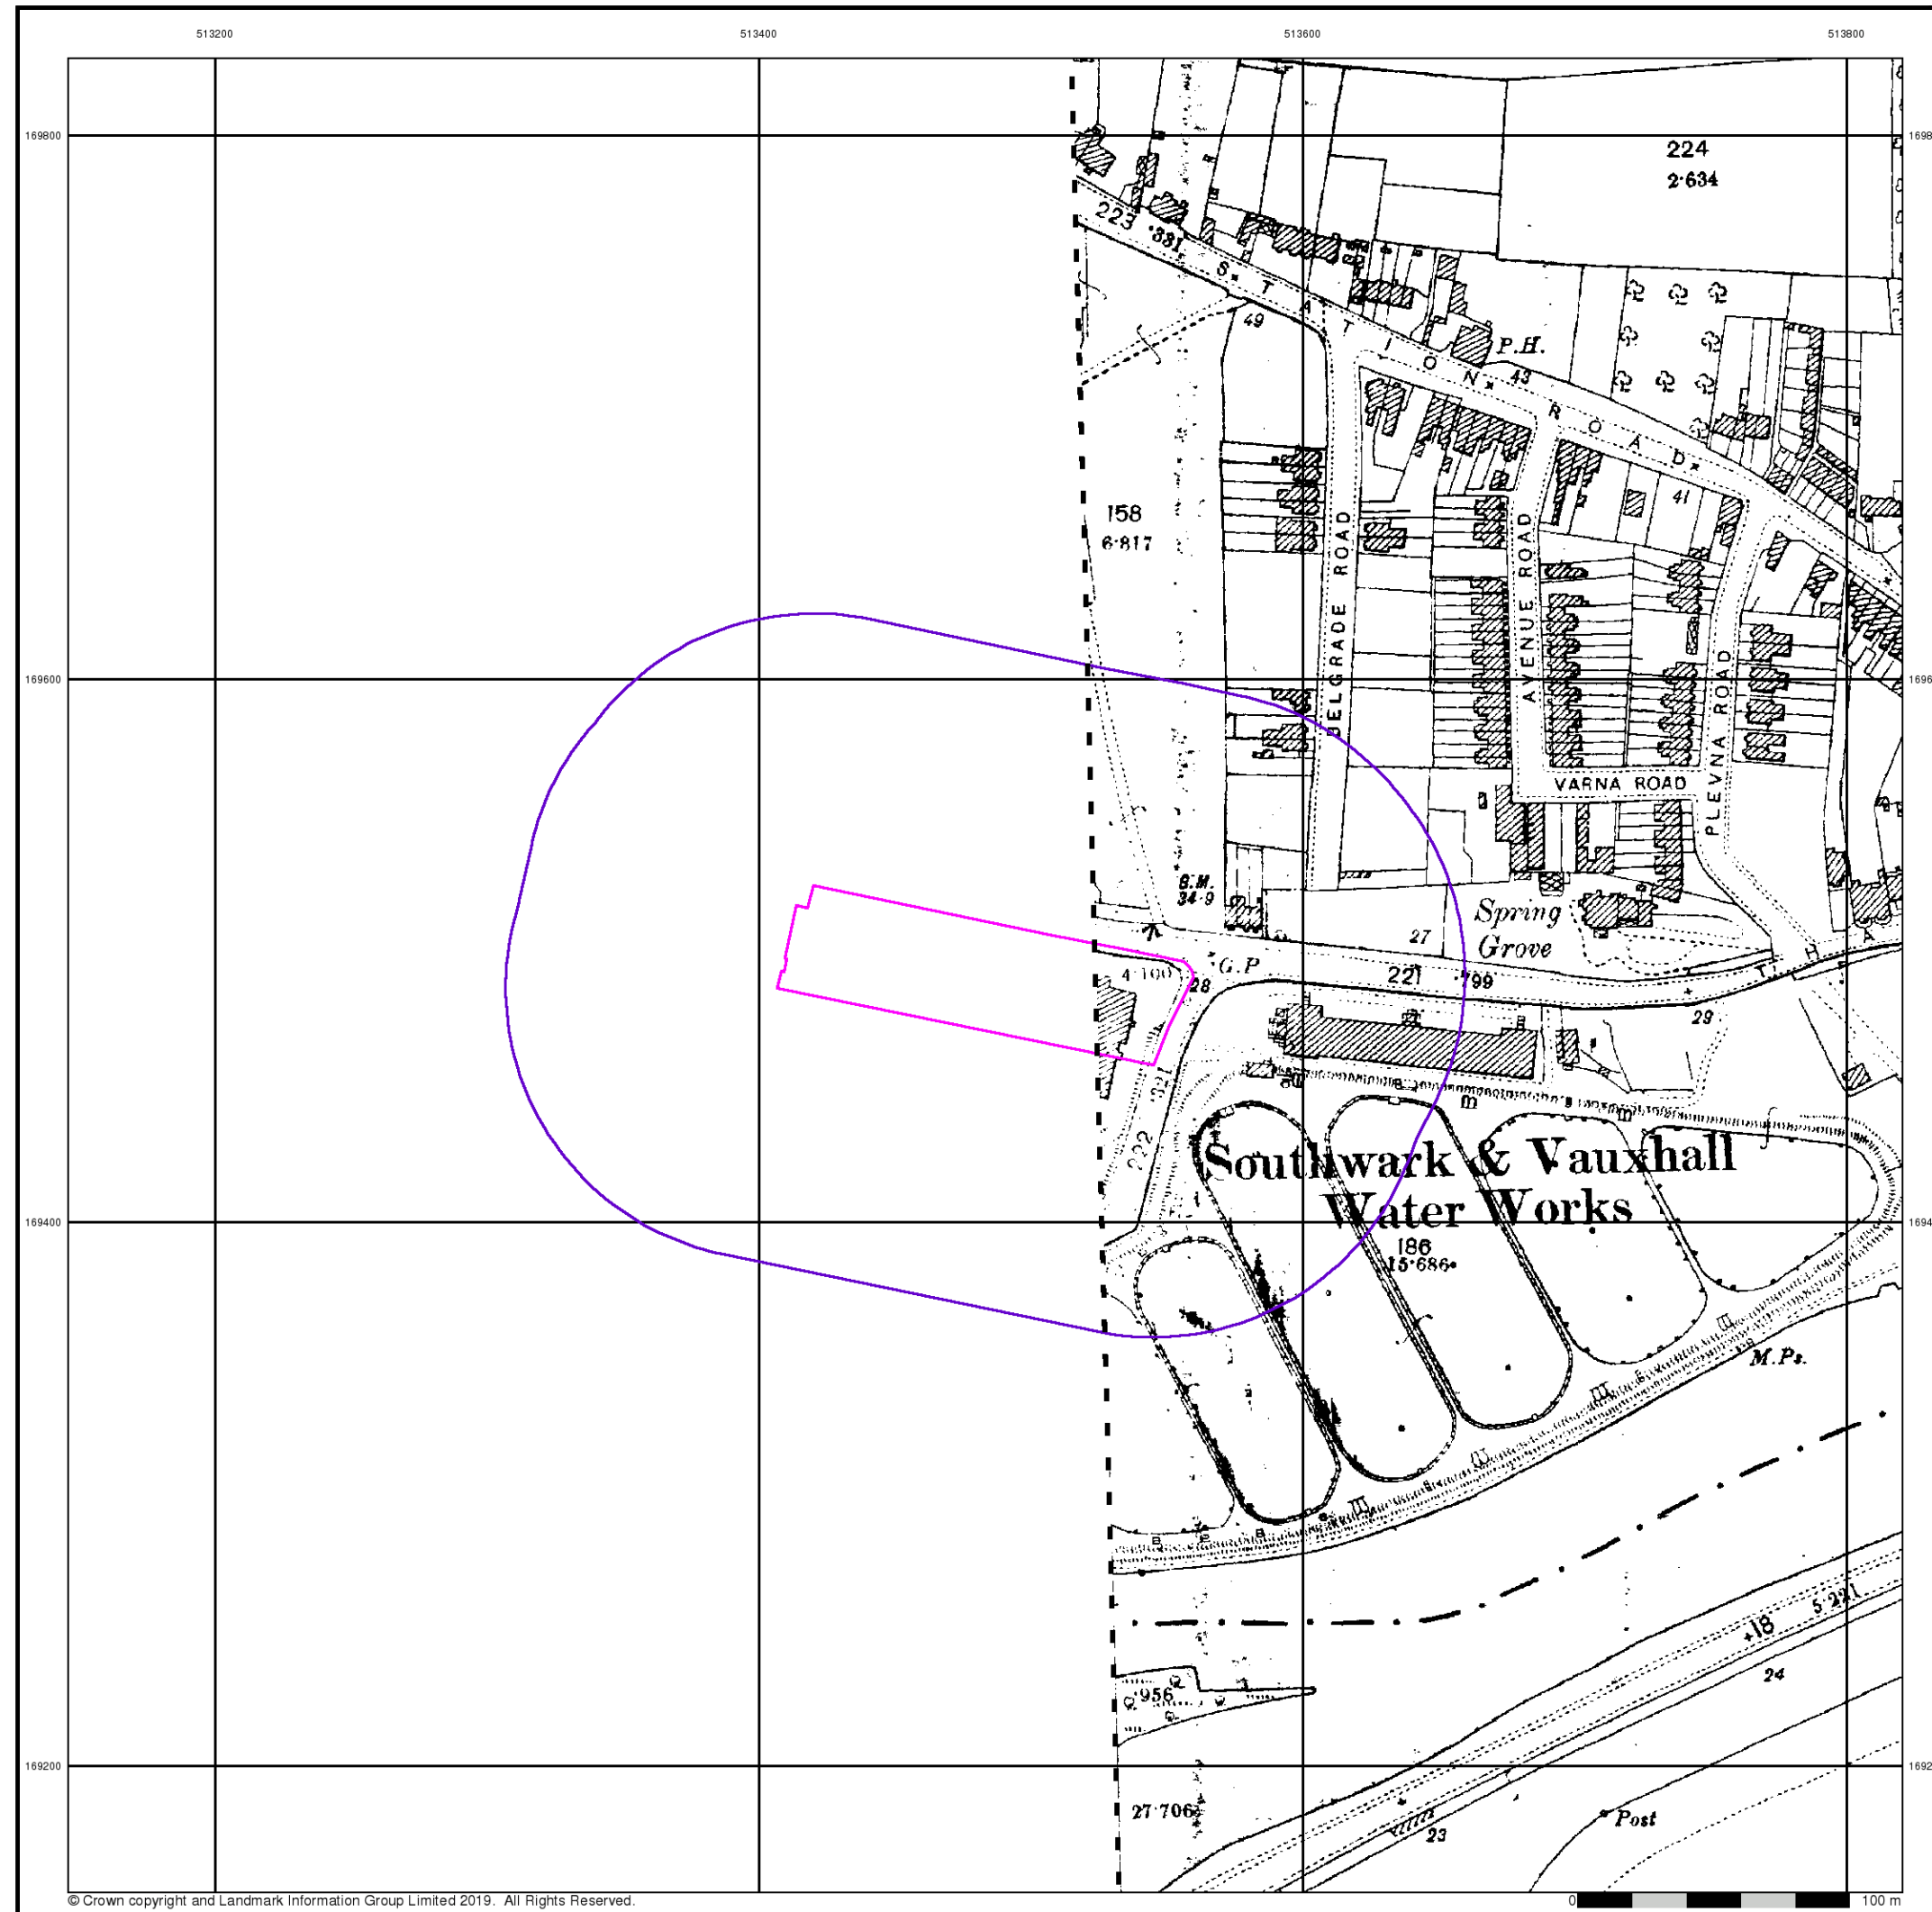 513200 513400 513600 513800
169800
224
2·634
223 ·331
STATION ROAD
49
P.H.
43
41
158
6·817
BELGRADE ROAD
AVENUE ROAD
PLEVNA ROAD
169600
VARNA ROAD
B.M.
34·9
Spring
Grove
27
G.P
4·100
28
221 ·799
T H A
29
·331
222
Southwark & Vauxhall
Water Works
169400
186
15·686
M.Ps.
5·221
+18
24
·956
169200
27·706
Post
23
© Crown copyright and Landmark Information Group Limited 2019. All Rights Reserved.
0 100 m